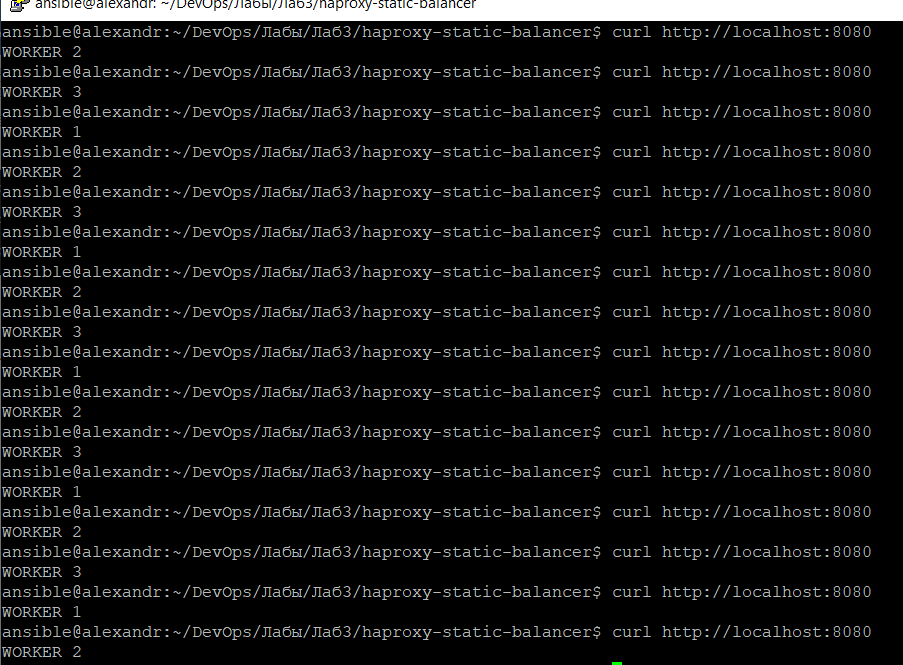 ansible@alexandr: ~/DevOps/Лабы/Лаб3/haproxy-static-balancer
ansible@alexandr:~/DevOps/Лабы/Лаб3/haproxy-static-balancer$ curl http://localhost:8080
WORKER 2
ansible@alexandr:~/DevOps/Лабы/Лаб3/haproxy-static-balancer$ curl http://localhost:8080
WORKER 3
ansible@alexandr:~/DevOps/Лабы/Лаб3/haproxy-static-balancer$ curl http://localhost:8080
WORKER 1
ansible@alexandr:~/DevOps/Лабы/Лаб3/haproxy-static-balancer$ curl http://localhost:8080
WORKER 2
ansible@alexandr:~/DevOps/Лабы/Лаб3/haproxy-static-balancer$ curl http://localhost:8080
WORKER 3
ansible@alexandr:~/DevOps/Лабы/Лаб3/haproxy-static-balancer$ curl http://localhost:8080
WORKER 1
ansible@alexandr:~/DevOps/Лабы/Лаб3/haproxy-static-balancer$ curl http://localhost:8080
WORKER 2
ansible@alexandr:~/DevOps/Лабы/Лаб3/haproxy-static-balancer$ curl http://localhost:8080
WORKER 3
ansible@alexandr:~/DevOps/Лабы/Лаб3/haproxy-static-balancer$ curl http://localhost:8080
WORKER 1
ansible@alexandr:~/DevOps/Лабы/Лаб3/haproxy-static-balancer$ curl http://localhost:8080
WORKER 2
ansible@alexandr:~/DevOps/Лабы/Лаб3/haproxy-static-balancer$ curl http://localhost:8080
WORKER 3
ansible@alexandr:~/DevOps/Лабы/Лаб3/haproxy-static-balancer$ curl http://localhost:8080
WORKER 1
ansible@alexandr:~/DevOps/Лабы/Лаб3/haproxy-static-balancer$ curl http://localhost:8080
WORKER 2
ansible@alexandr:~/DevOps/Лабы/Лаб3/haproxy-static-balancer$ curl http://localhost:8080
WORKER 3
ansible@alexandr:~/DevOps/Лабы/Лаб3/haproxy-static-balancer$ curl http://localhost:8080
WORKER 1
ansible@alexandr:~/DevOps/Лабы/Лаб3/haproxy-static-balancer$ curl http://localhost:8080
WORKER 2